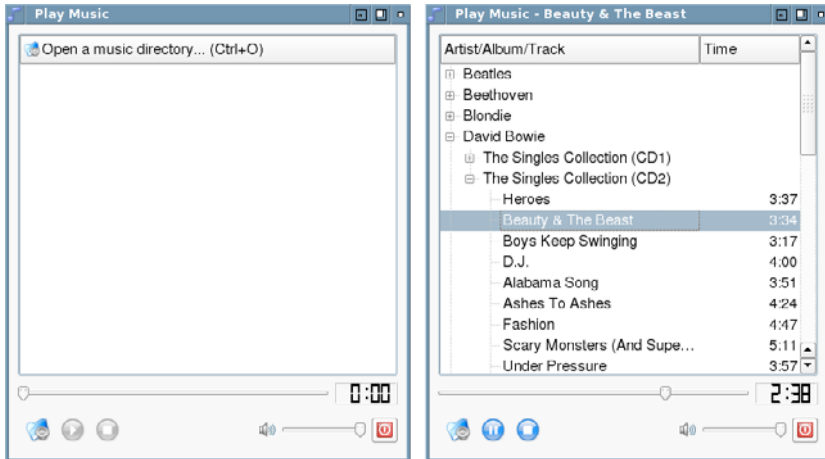 Play Music
Open a music directory... (Ctrl+O)
0:00
Play Music - Beauty & The Beast
Artist/Album/Track Time
Beatles
Beethoven
Blondie
David Bowie
The Singles Collection (CD1)
The Singles Collection (CD2)
Heroes 3:37
Beauty & The Beast 3:34
Boys Keep Swinging 3:17
D.J. 4:00
Alabama Song 3:51
Ashes To Ashes 4:24
Fashion 4:47
Scary Monsters (And Supe... 5:11
Under Pressure 3:57
2:38